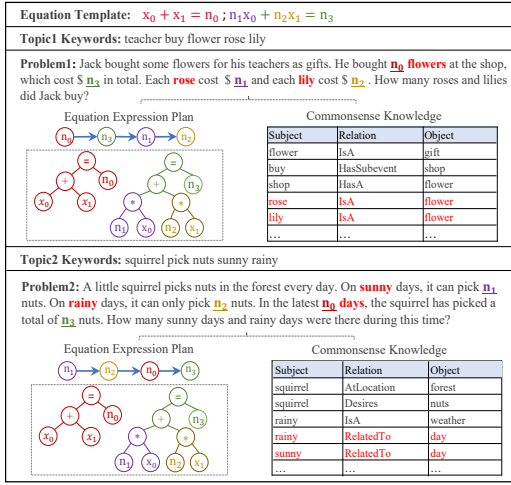 Equation Template: x₀ + x₁ = n₀ ; n₁x₀ + n₂x₁ = n₃
Topic1 Keywords: teacher buy flower rose lily
Problem1: Jack bought some flowers for his teachers as gifts. He bought n₀ flowers at the shop,
which cost $ n₃ in total. Each rose cost $ n₁ and each lily cost $ n₂ . How many roses and lilies
did Jack buy?
Equation Expression Plan
n₀ n₃ n₁ n₂
= =
+ n₀ + n₃
x₀ x₁ * *
n₁ x₀ n₂ x₁
Commonsense Knowledge
Subject Relation Object
flower IsA gift
buy HasSubevent shop
shop HasA flower
rose IsA flower
lily IsA flower
... ... ...
Topic2 Keywords: squirrel pick nuts sunny rainy
Problem2: A little squirrel picks nuts in the forest every day. On sunny days, it can pick n₁
nuts. On rainy days, it can only pick n₂ nuts. In the latest n₀ days, the squirrel has picked a
total of n₃ nuts. How many sunny days and rainy days were there during this time?
Equation Expression Plan
n₁ n₂ n₀ n₃
= =
+ n₀ + n₃
x₀ x₁ * *
n₁ x₀ n₂ x₁
Commonsense Knowledge
Subject Relation Object
squirrel AtLocation forest
squirrel Desires nuts
rainy IsA weather
rainy RelatedTo day
sunny RelatedTo day
... ... ...